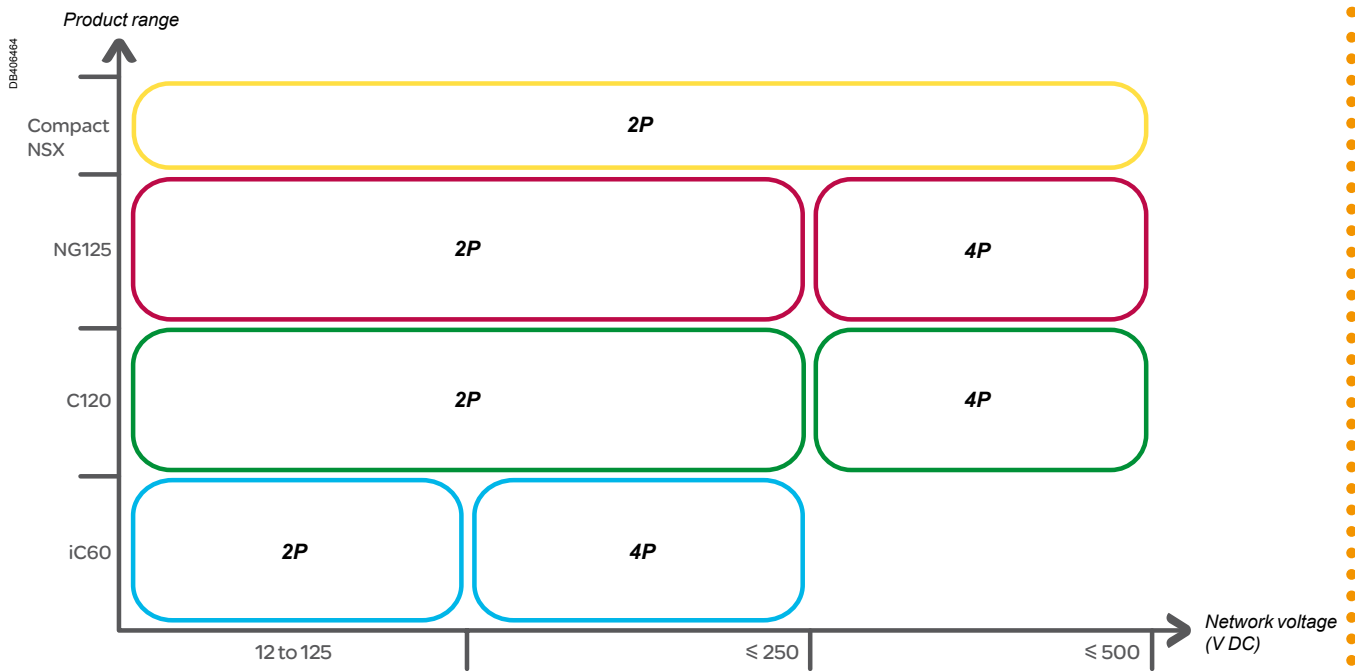 Product range
DB406464
Compact
NSX
2P
NG125
2P
4P
C120
2P
4P
iC60
2P
4P
12 to 125
⩽ 250
⩽ 500
Network voltage
(V DC)